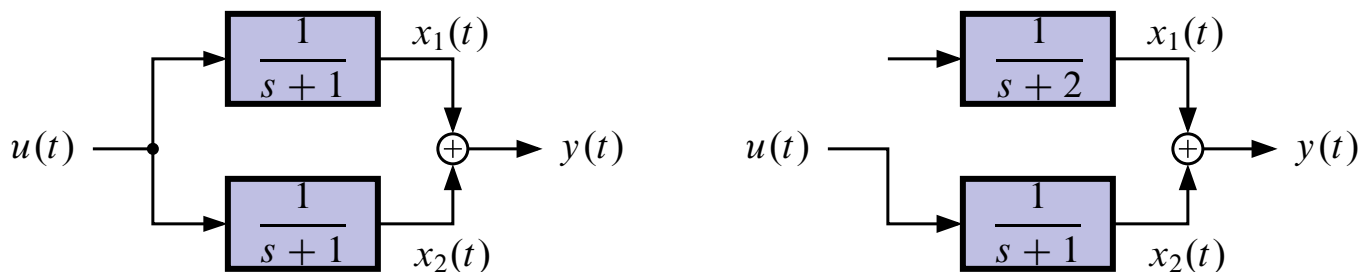 1
s + 1
x₁(t)
u(t)
+
y(t)
1
s + 1
x₂(t)
1
s + 2
x₁(t)
u(t)
+
y(t)
1
s + 1
x₂(t)